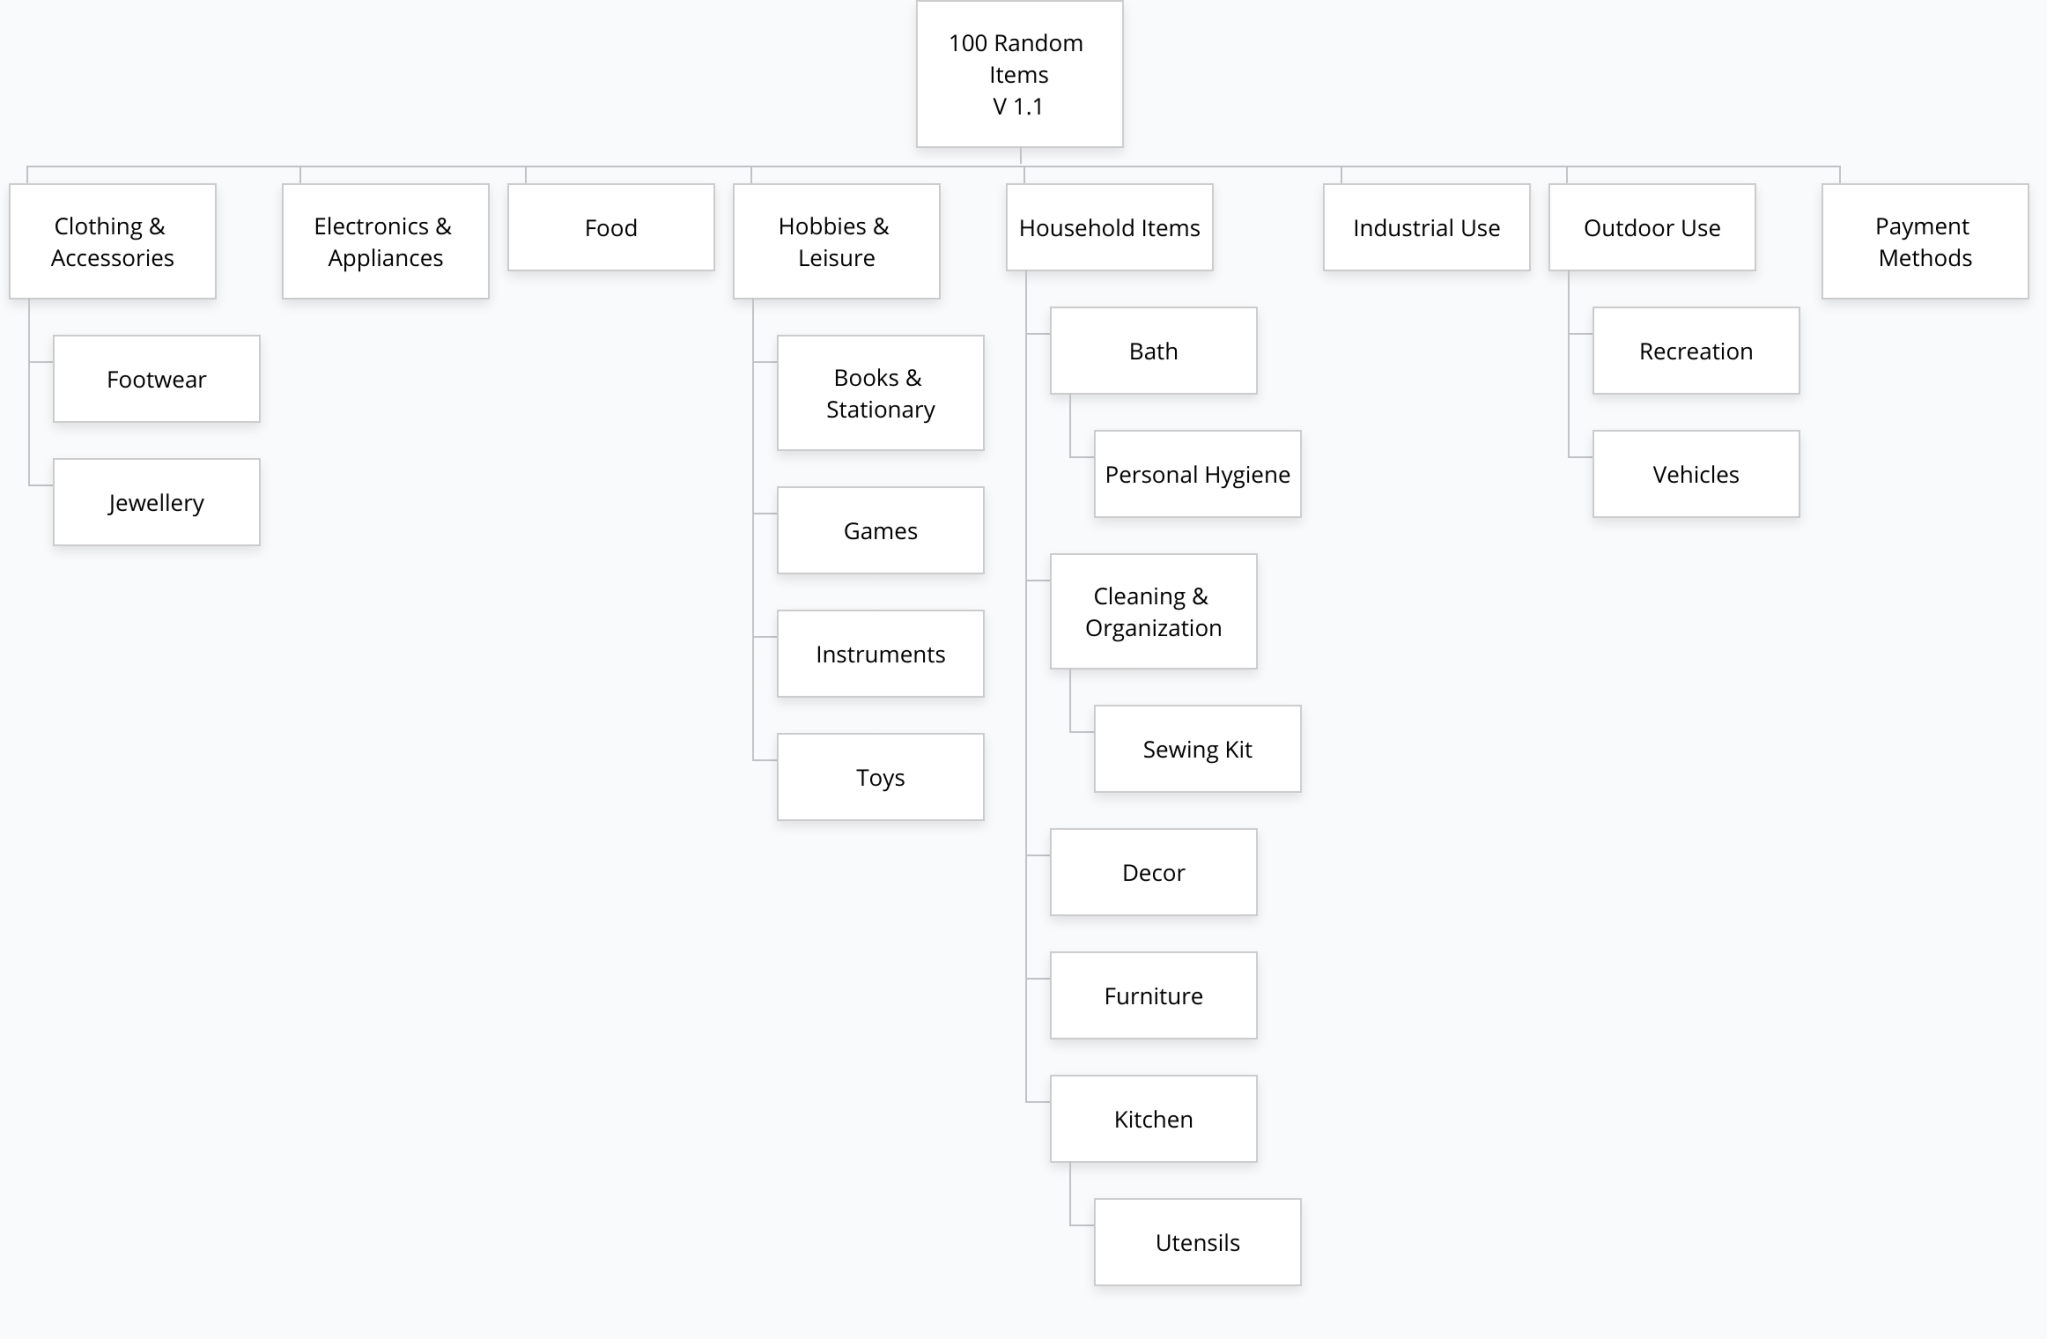 100 Random
Items
V 1.1
Clothing &
Accessories
Electronics &
Appliances
Food
Hobbies &
Leisure
Household Items
Industrial Use
Outdoor Use
Payment
Methods
Footwear
Jewellery
Books &
Stationary
Games
Instruments
Toys
Bath
Personal Hygiene
Cleaning &
Organization
Sewing Kit
Decor
Furniture
Kitchen
Utensils
Recreation
Vehicles